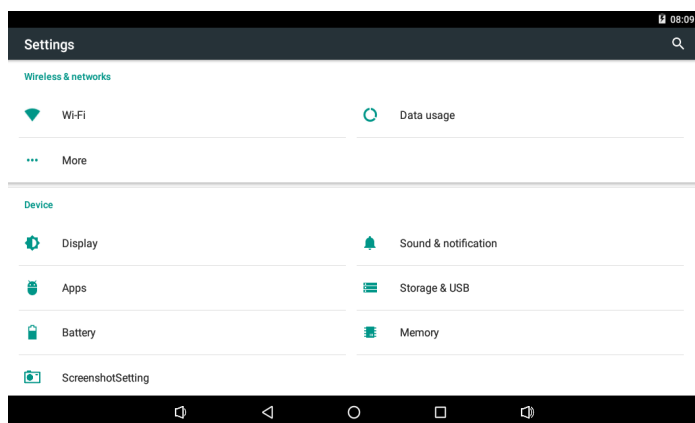 08:09
Settings
Wireless & networks
Wi-Fi
Data usage
More
Device
Display
Sound & notification
Apps
Storage & USB
Battery
Memory
ScreenshotSetting